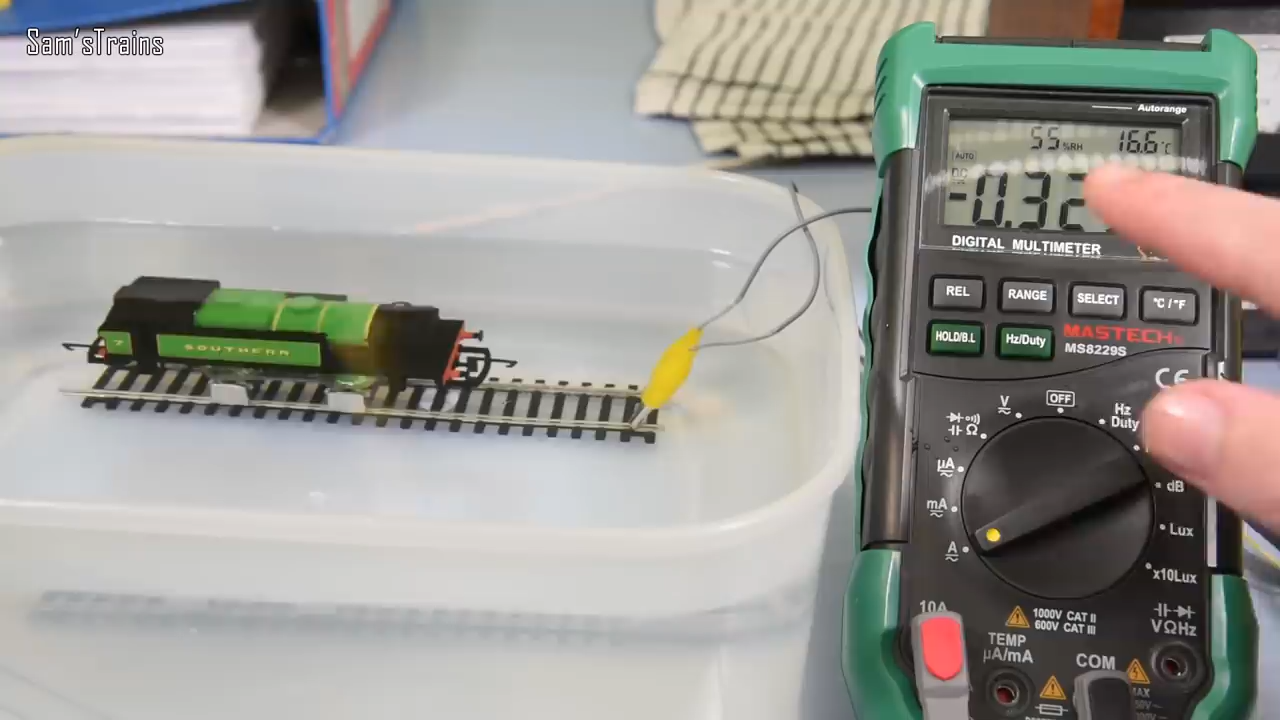 Sam'sTrains
Autorange
55 %RH 16.6 °C
AUTO
DC
-0.32
DIGITAL MULTIMETER
REL RANGE SELECT °C / °F
HOLD/B.L Hz/Duty MASTECH
MS8229S
CE
OFF
V
Hz
Duty
Ω
µA
dB
mA
Lux
A
x10Lux
10A
1000V CAT II
600V CAT III
VΩHz
TEMP
µA/mA
COM
MAX
7 SOUTHERN